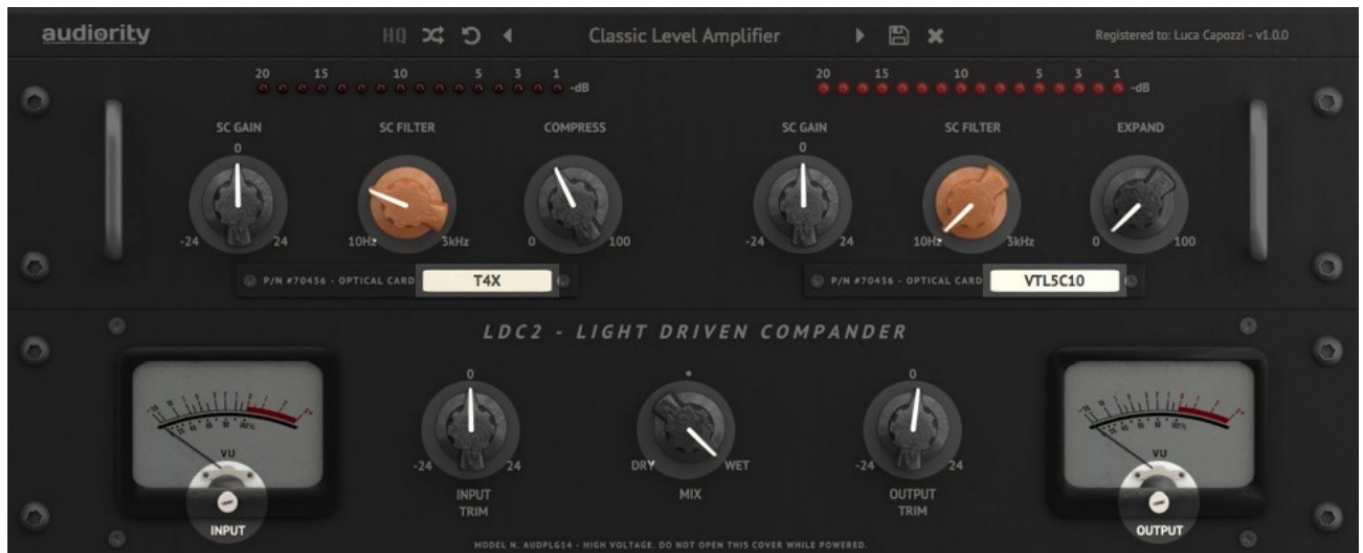 audiority
HQ
Classic Level Amplifier
Registered to: Luca Capozzi - v1.0.0
20 15 10 5 3 1
-dB
20 15 10 5 3 1
-dB
SC GAIN
SC FILTER
COMPRESS
SC GAIN
SC FILTER
EXPAND
0
0
-24 24
10Hz 3kHz
0 100
-24 24
10Hz 3kHz
0 100
P/N #70456 - OPTICAL CARD
T4X
P/N #70456 - OPTICAL CARD
VTL5C10
LDC2 - LIGHT DRIVEN COMPANDER
VU
INPUT
0
-24 24
INPUT
TRIM
DRY WET
MIX
0
-24 24
OUTPUT
TRIM
VU
OUTPUT
MODEL N. AUDPLG14 - HIGH VOLTAGE. DO NOT OPEN THIS COVER WHILE POWERED.